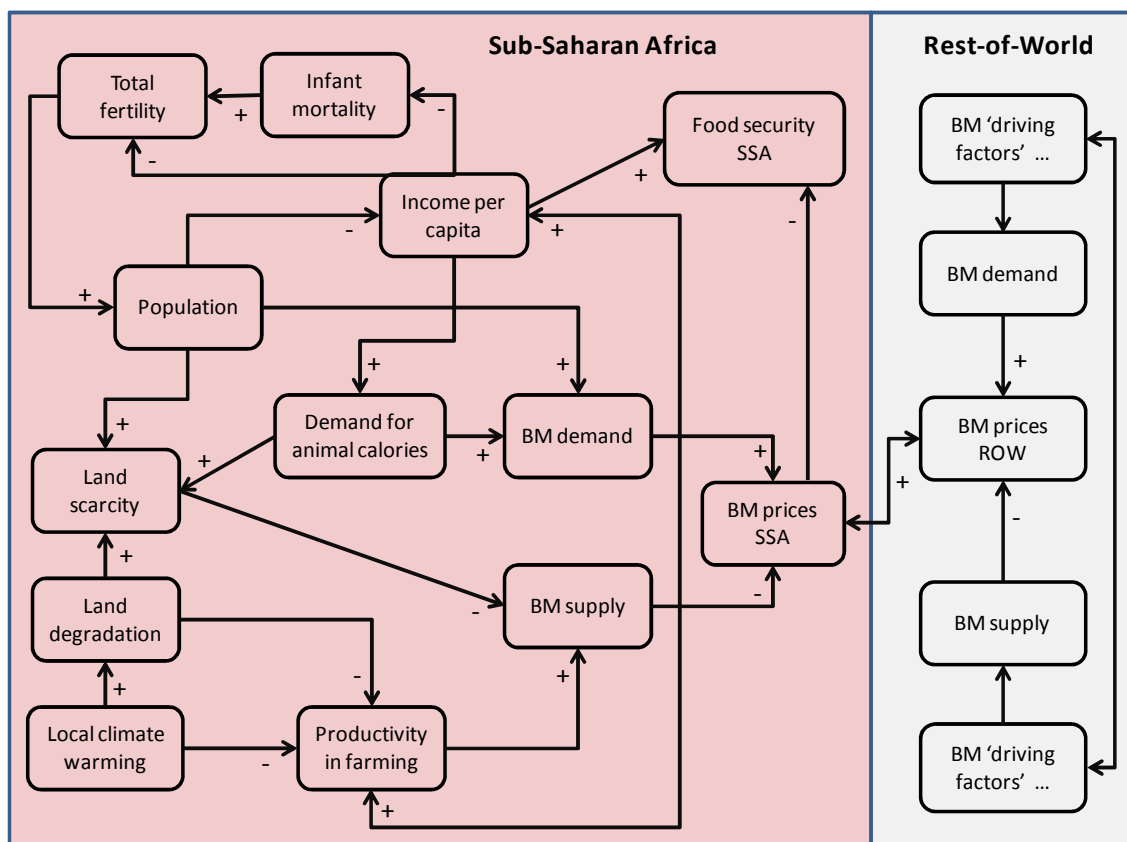 Sub-Saharan Africa
Rest-of-World
Total
fertility
Infant
mortality
+
-
-
Food security
SSA
+
-
BM ‘driving
factors’ ...
Income per
capita
-
+
BM demand
+
Population
+
+
+
+
Demand for
animal calories
+
BM demand
+
BM prices
ROW
+
-
Land
scarcity
+
BM prices
SSA
+
Land
degradation
-
BM supply
-
BM supply
+
-
+
Local climate
warming
-
Productivity
in farming
+
BM ‘driving
factors’ ...